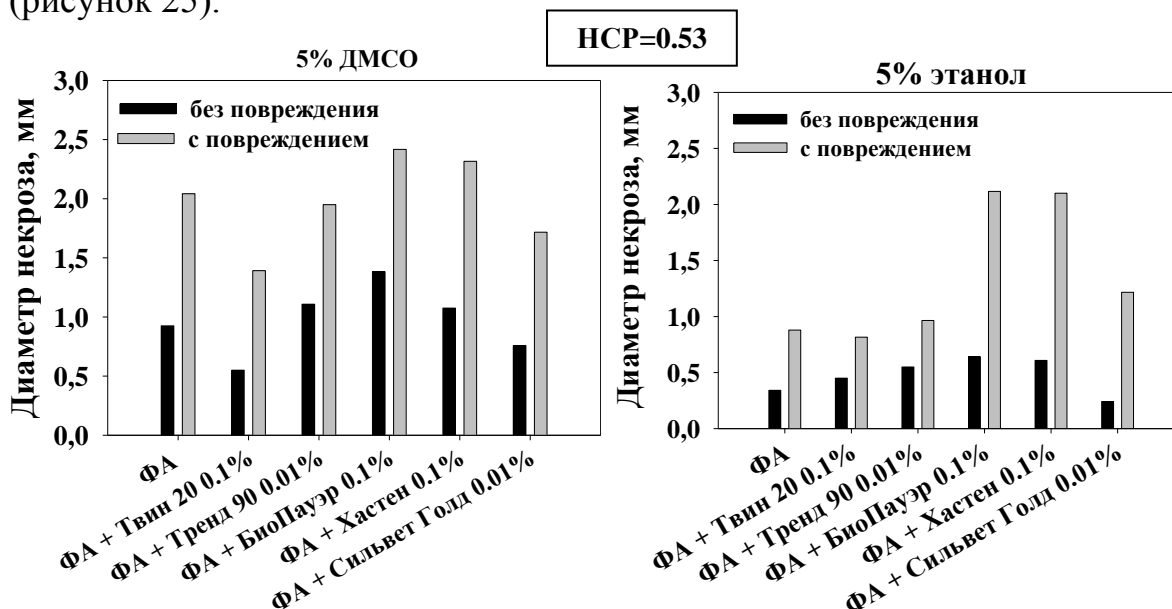 (рисунок 25).
НСР=0.53
5% ДМСО
3,0
2,5
2,0
1,5
1,0
0,5
0,0
Диаметр некроза, мм
без повреждения
с повреждением
ФА
ФА + Твин 20 0.1%
ФА + Тренд 90 0.01%
ФА + БиоПауэр 0.1%
ФА + Хастен 0.1%
ФА + Сильвет Голд 0.01%
5% этанол
3,0
2,5
2,0
1,5
1,0
0,5
0,0
Диаметр некроза, мм
без повреждения
с повреждением
ФА
ФА + Твин 20 0.1%
ФА + Тренд 90 0.01%
ФА + БиоПауэр 0.1%
ФА + Хастен 0.1%
ФА + Сильвет Голд 0.01%